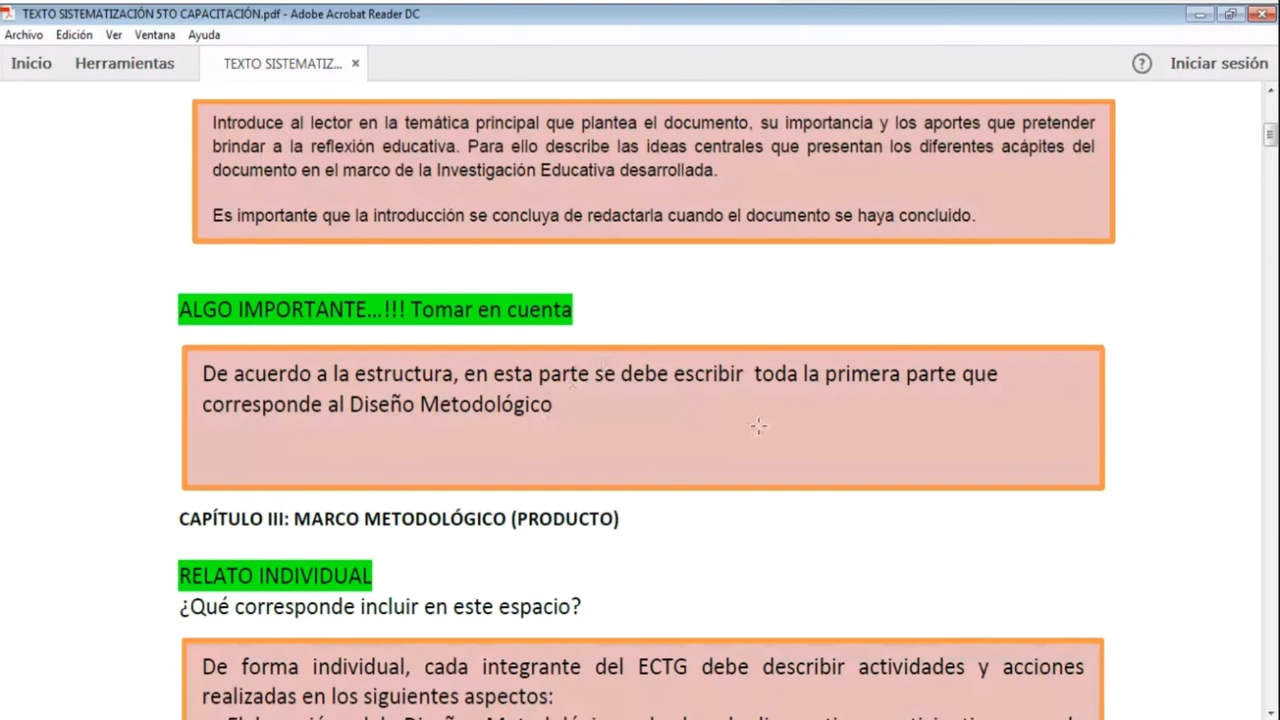 TEXTO SISTEMATIZACIÓN 5TO CAPACITACIÓN.pdf - Adobe Acrobat Reader DC
Archivo Edición Ver Ventana Ayuda
Inicio Herramientas TEXTO SISTEMATIZ... × ? Iniciar sesión
Introduce al lector en la temática principal que plantea el documento, su importancia y los aportes que pretender
brindar a la reflexión educativa. Para ello describe las ideas centrales que presentan los diferentes acápites del
documento en el marco de la Investigación Educativa desarrollada.
Es importante que la introducción se concluya de redactarla cuando el documento se haya concluido.
ALGO IMPORTANTE...!!! Tomar en cuenta
De acuerdo a la estructura, en esta parte se debe escribir toda la primera parte que
corresponde al Diseño Metodológico
CAPÍTULO III: MARCO METODOLÓGICO (PRODUCTO)
RELATO INDIVIDUAL
¿Qué corresponde incluir en este espacio?
De forma individual, cada integrante del ECTG debe describir actividades y acciones
realizadas en los siguientes aspectos: